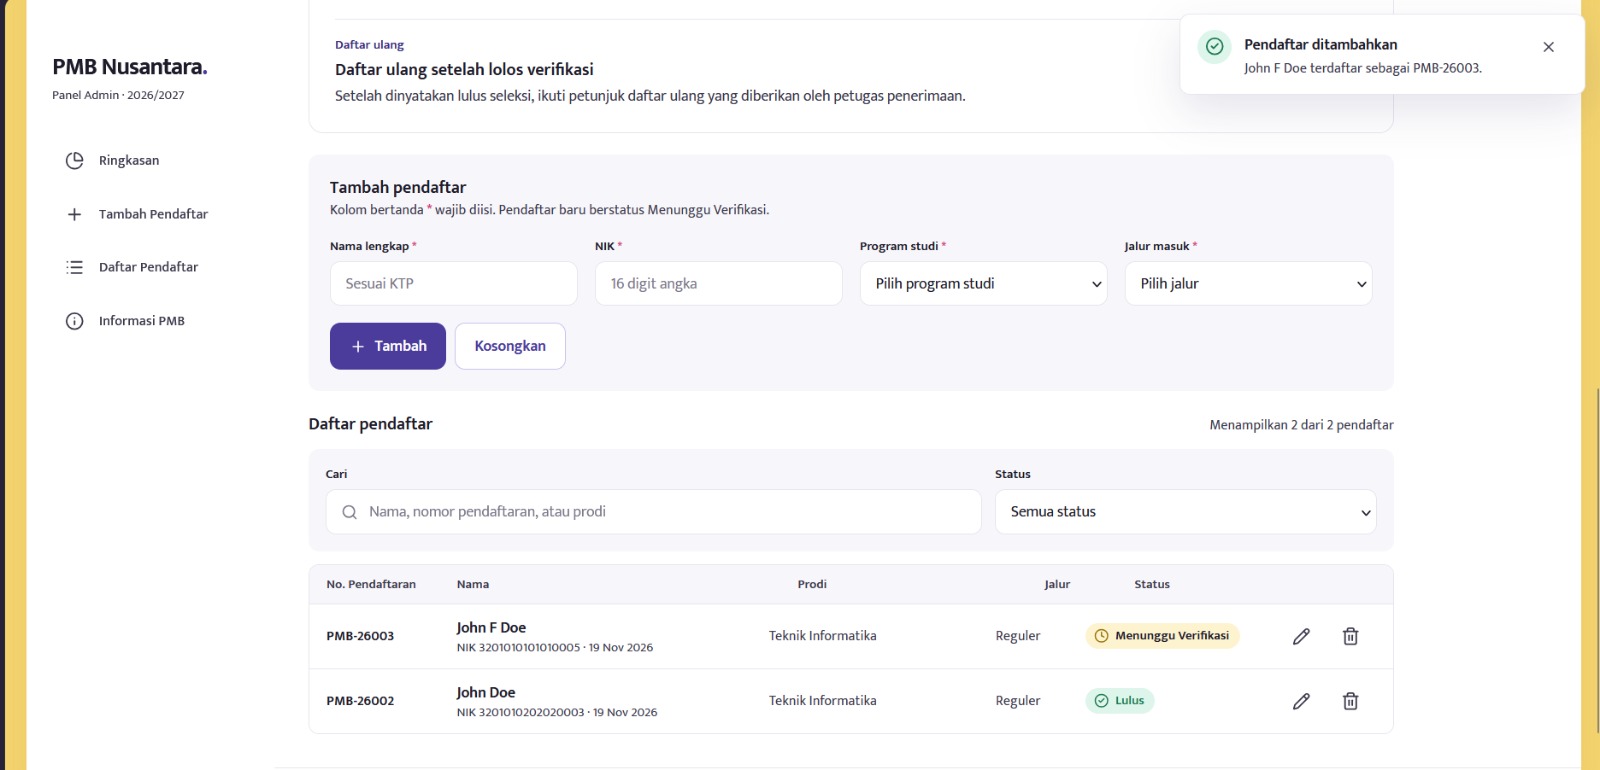 PMB Nusantara.
Panel Admin · 2026/2027
Ringkasan
Tambah Pendaftar
Daftar Pendaftar
Informasi PMB
Daftar ulang
Daftar ulang setelah lolos verifikasi
Setelah dinyatakan lulus seleksi, ikuti petunjuk daftar ulang yang diberikan oleh petugas penerimaan.
Pendaftar ditambahkan
John F Doe terdaftar sebagai PMB-26003.
Tambah pendaftar
Kolom bertanda * wajib diisi. Pendaftar baru berstatus Menunggu Verifikasi.
Nama lengkap * NIK * Program studi * Jalur masuk *
Sesuai KTP 16 digit angka Pilih program studi Pilih jalur
Tambah Kosongkan
Daftar pendaftar Menampilkan 2 dari 2 pendaftar
Cari Status
Nama, nomor pendaftaran, atau prodi Semua status
No. Pendaftaran Nama Prodi Jalur Status
PMB-26003 John F Doe Teknik Informatika Reguler Menunggu Verifikasi
NIK 3201010101010005 · 19 Nov 2026
PMB-26002 John Doe Teknik Informatika Reguler Lulus
NIK 3201010202020003 · 19 Nov 2026